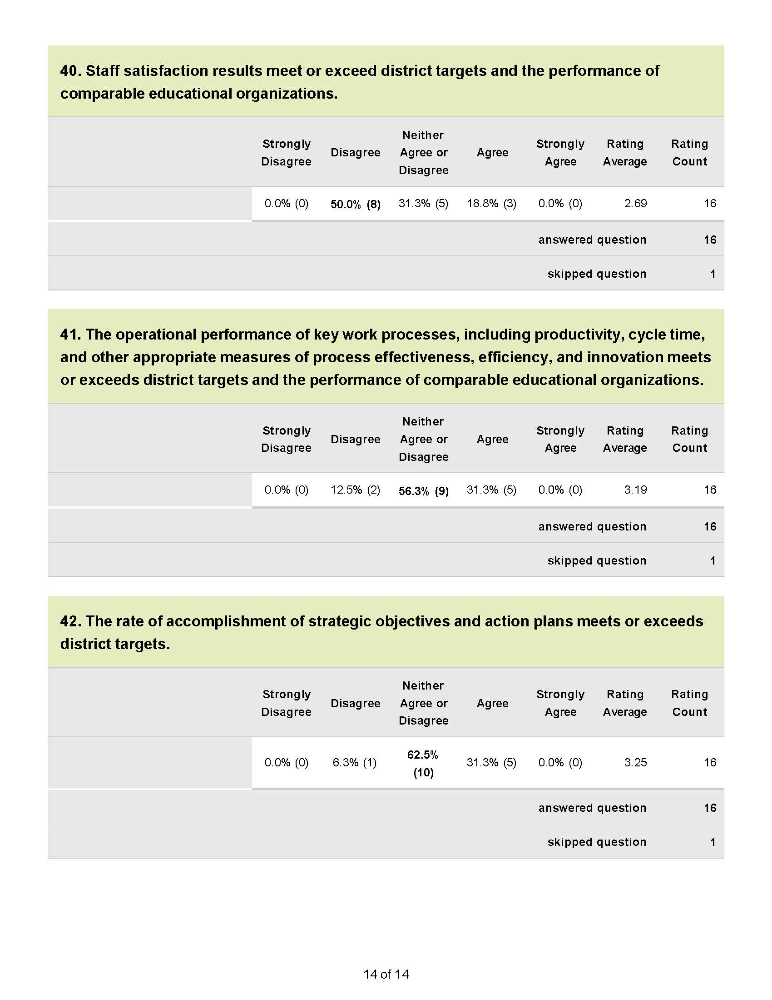 40. Staff satisfaction results meet or exceed district targets and the performance of
comparable educational organizations.
Strongly Disagree Disagree Neither Agree or Disagree Agree Strongly Agree Rating Average Rating Count
0.0% (0) 50.0% (8) 31.3% (5) 18.8% (3) 0.0% (0) 2.69 16
answered question 16
skipped question 1
41. The operational performance of key work processes, including productivity, cycle time,
and other appropriate measures of process effectiveness, efficiency, and innovation meets
or exceeds district targets and the performance of comparable educational organizations.
Strongly Disagree Disagree Neither Agree or Disagree Agree Strongly Agree Rating Average Rating Count
0.0% (0) 12.5% (2) 56.3% (9) 31.3% (5) 0.0% (0) 3.19 16
answered question 16
skipped question 1
42. The rate of accomplishment of strategic objectives and action plans meets or exceeds
district targets.
Strongly Disagree Disagree Neither Agree or Disagree Agree Strongly Agree Rating Average Rating Count
0.0% (0) 6.3% (1) 62.5% (10) 31.3% (5) 0.0% (0) 3.25 16
answered question 16
skipped question 1
14 of 14